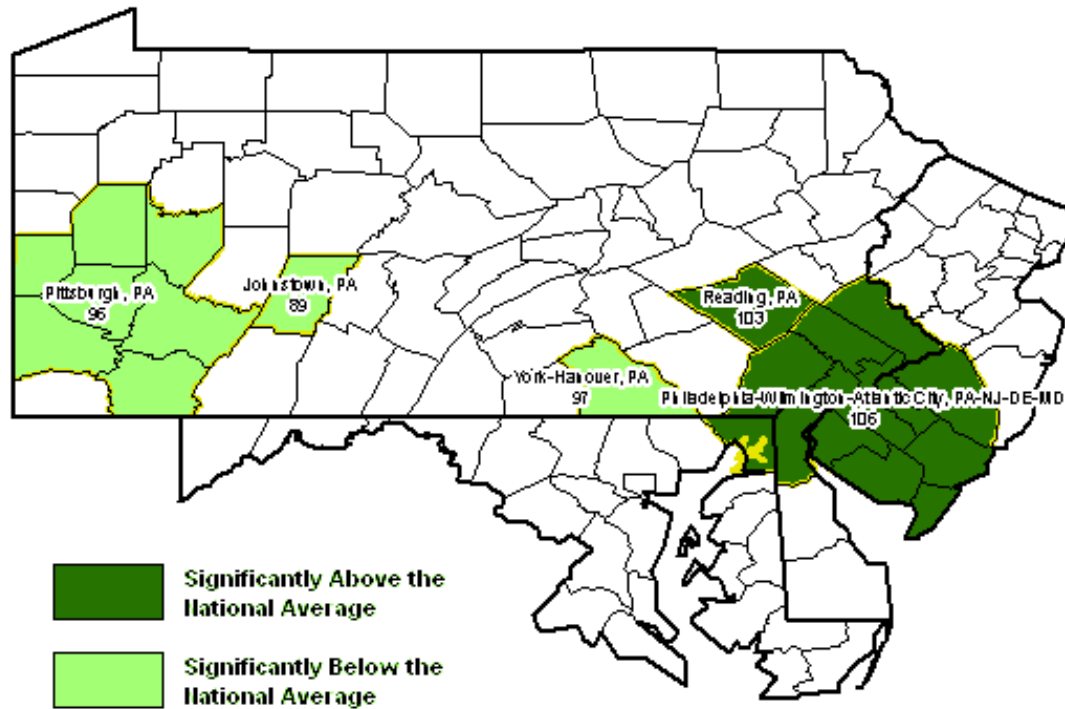 Pittsburgh, PA
96
Johnstown, PA
89
Reading, PA
103
York-Hanover, PA
97
Philadelphia-Wilmington-Atlantic City, PA-NJ-DE-MD
106
Significantly Above the
National Average
Significantly Below the
National Average